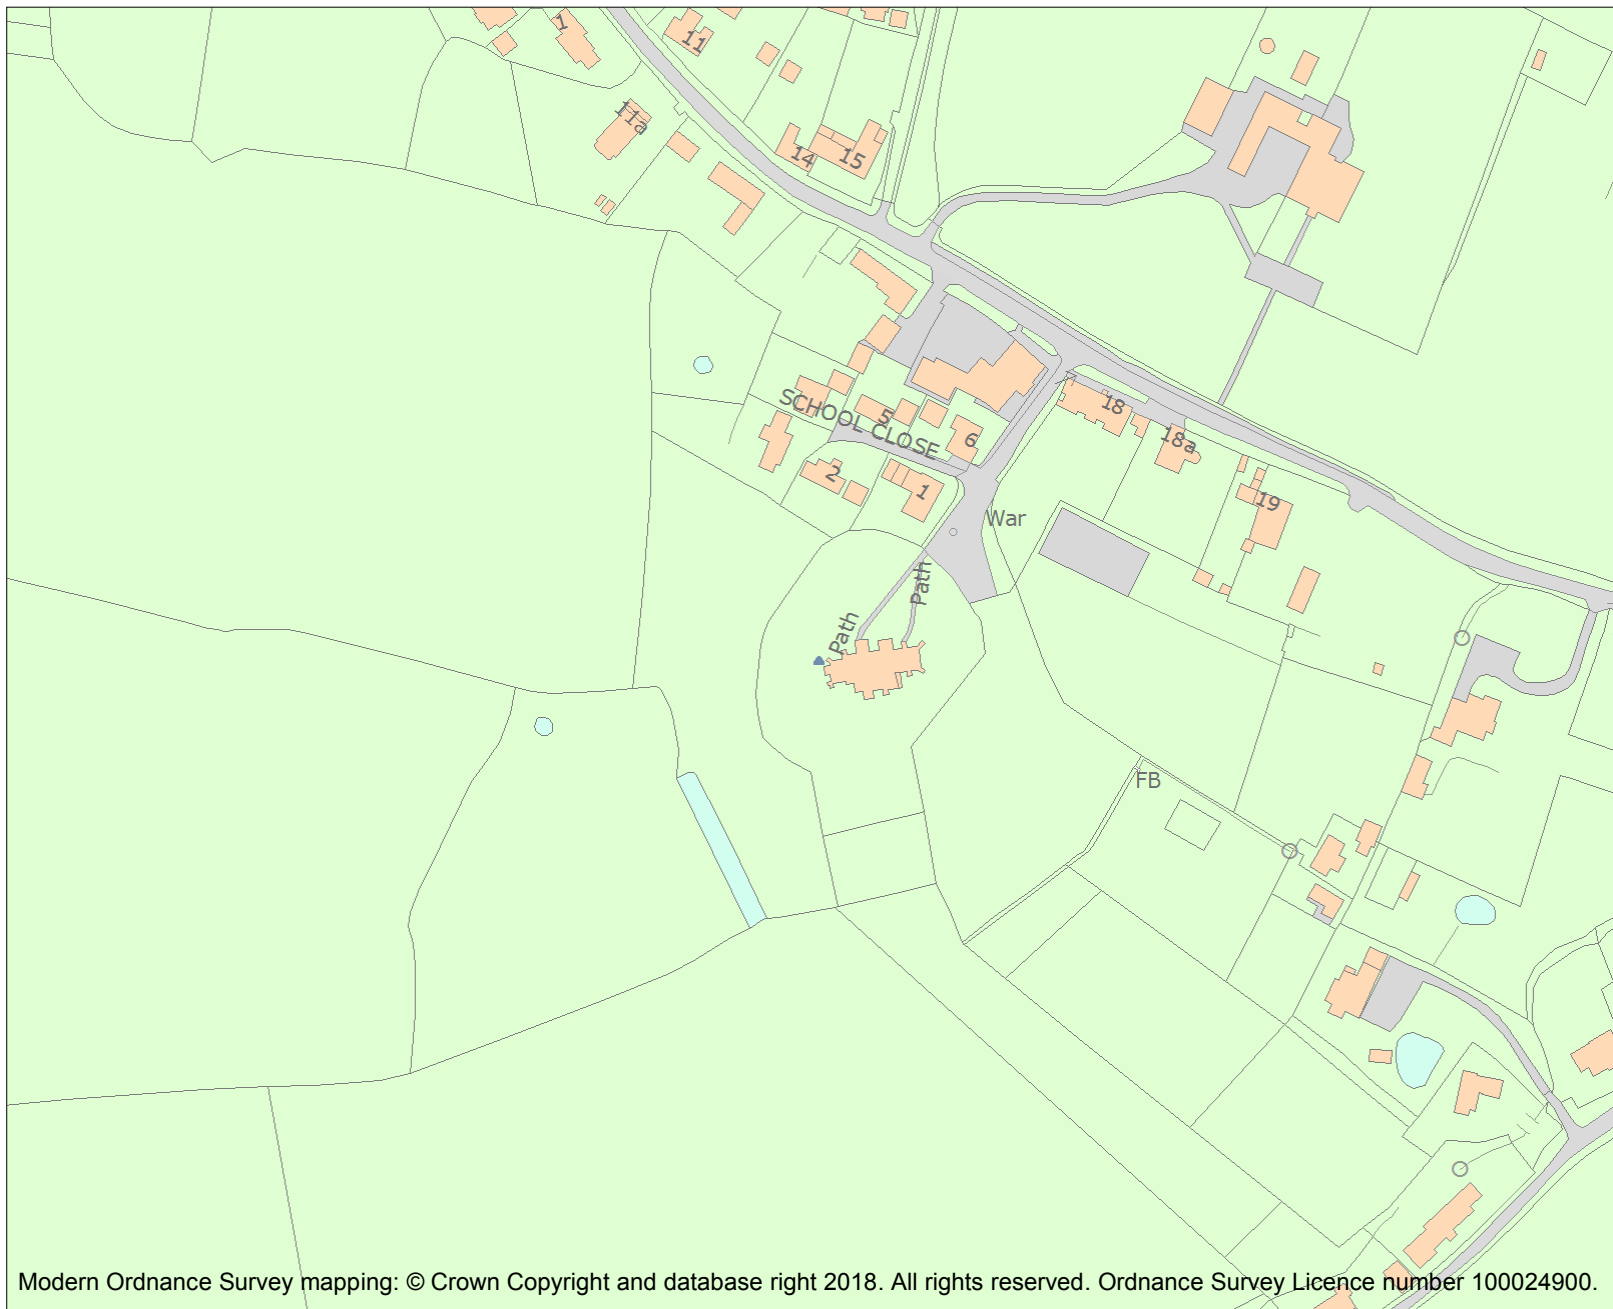 1
11
11a
14
15
SCHOOL CLOSE
5
6
18
18a
2
1
19
War
Path
Path
FB
Modern Ordnance Survey mapping: © Crown Copyright and database right 2018. All rights reserved. Ordnance Survey Licence number 100024900.